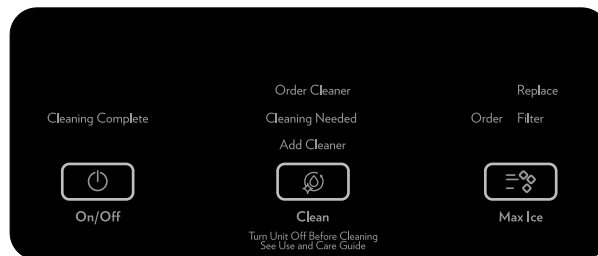 Order Cleaner
Replace
Cleaning Complete
Cleaning Needed
Order Filter
Add Cleaner
On/Off
Clean
Max Ice
Turn Unit Off Before Cleaning
See Use and Care Guide